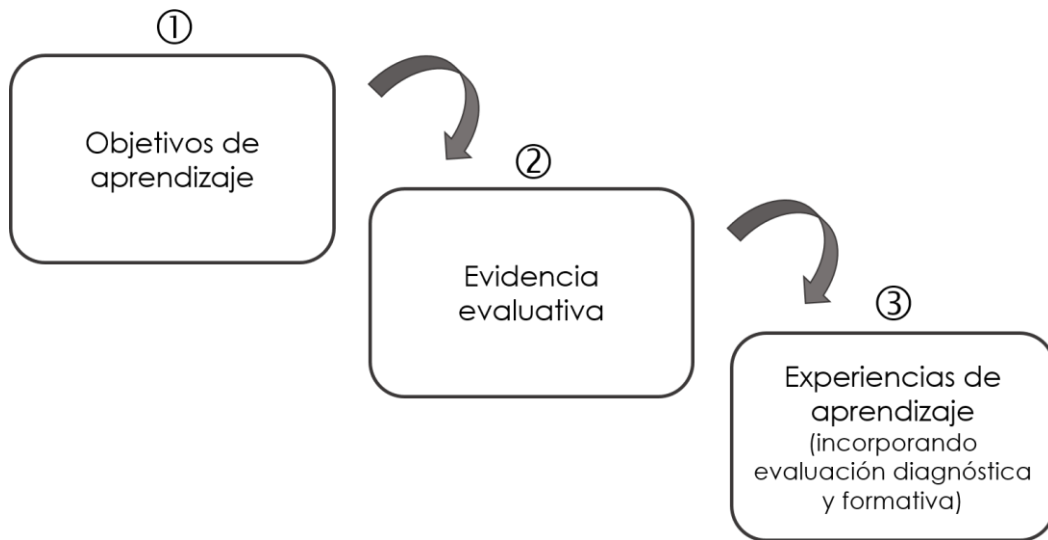 ①
Objetivos de
aprendizaje
②
Evidencia
evaluativa
③
Experiencias de
aprendizaje
(incorporando
evaluación diagnóstica
y formativa)